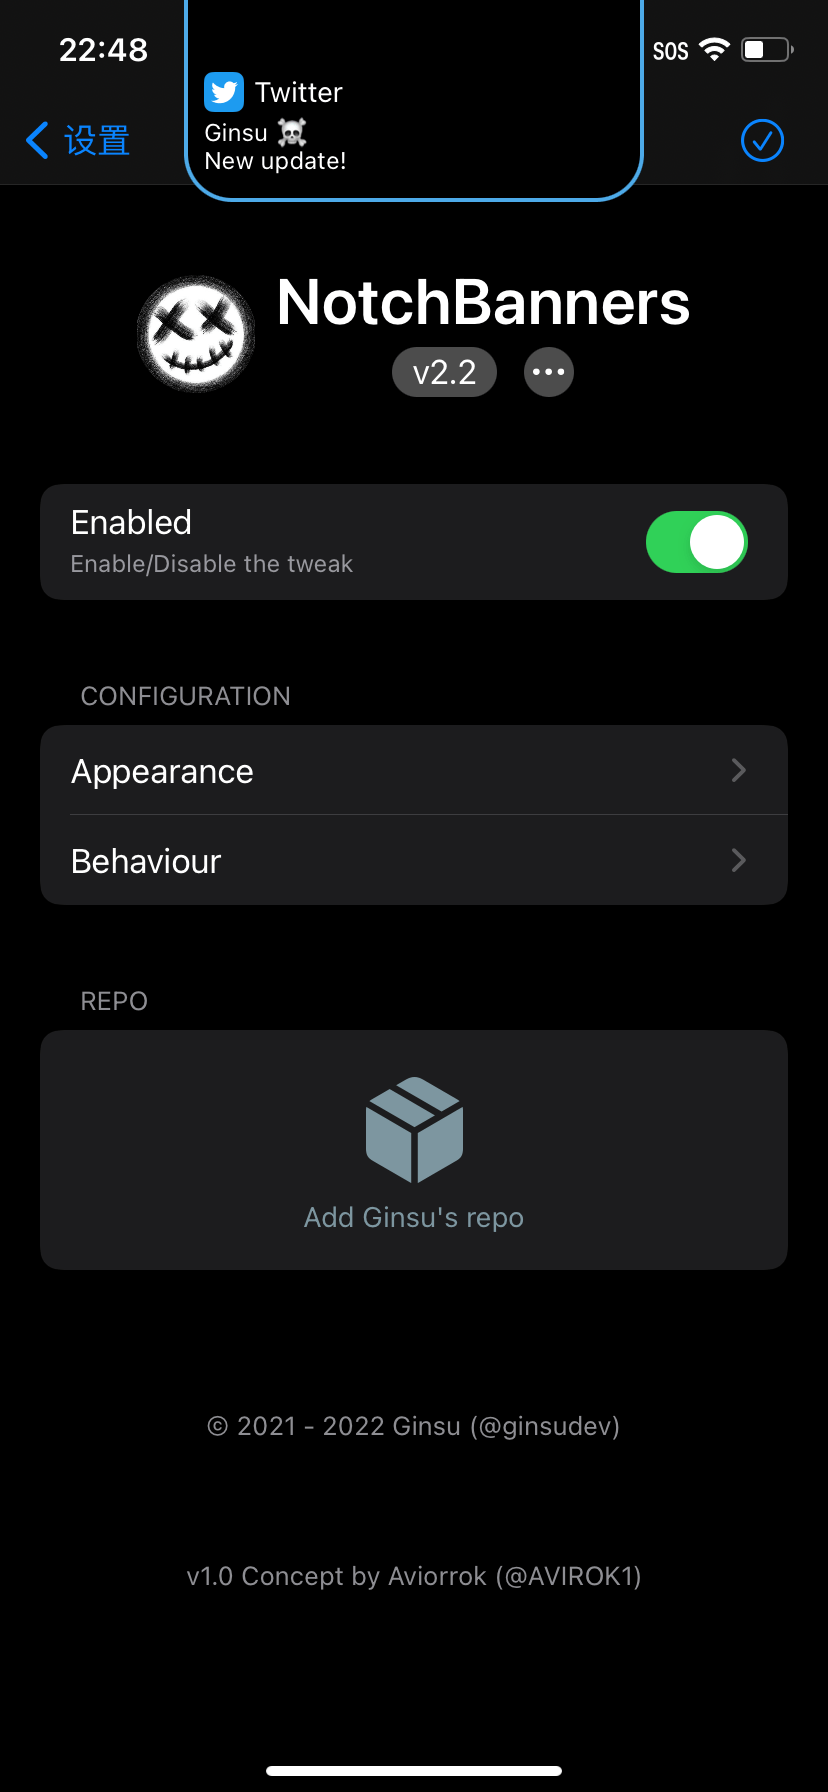 22:48
SOS
Twitter
设置
Ginsu ☠️
New update!
NotchBanners
v2.2
Enabled
Enable/Disable the tweak
CONFIGURATION
Appearance
Behaviour
REPO
Add Ginsu's repo
© 2021 - 2022 Ginsu (@ginsudev)
v1.0 Concept by Aviorrok (@AVIROK1)